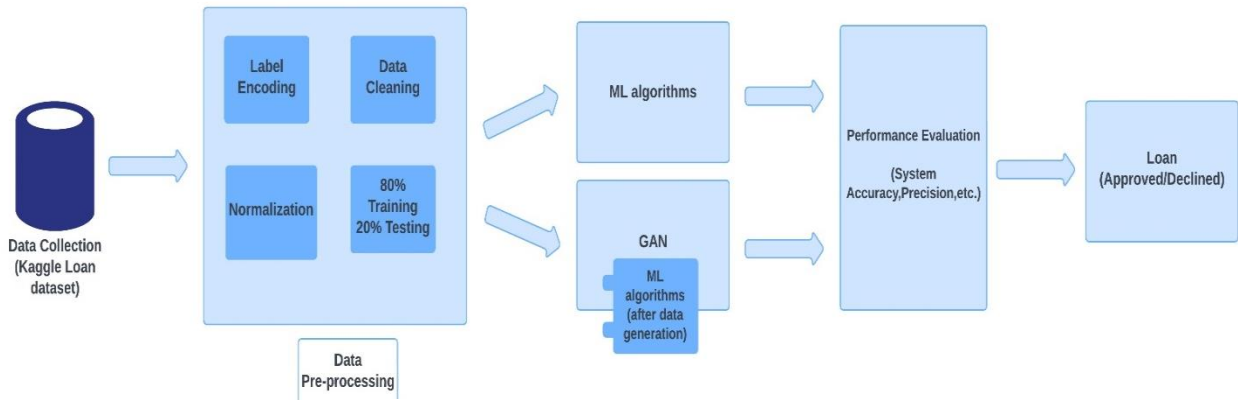 Data Collection
(Kaggle Loan
dataset)
Label
Encoding
Data
Cleaning
Normalization
80%
Training
20% Testing
Data
Pre-processing
ML algorithms
GAN
ML
algorithms
(after data
generation)
Performance Evaluation
(System
Accuracy,Precision,etc.)
Loan
(Approved/Declined)